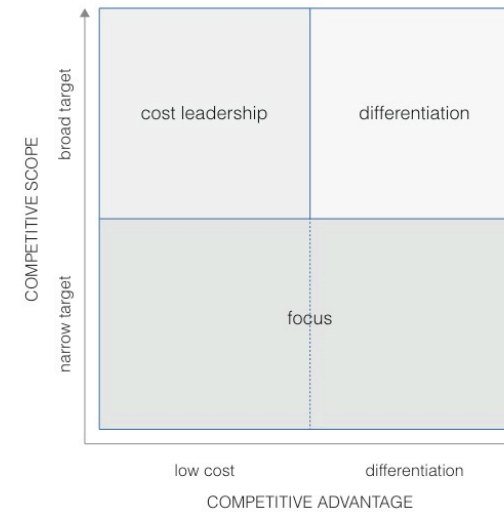 COMPETITIVE SCOPE
broad target
narrow target
cost leadership
differentiation
focus
low cost
differentiation
COMPETITIVE ADVANTAGE